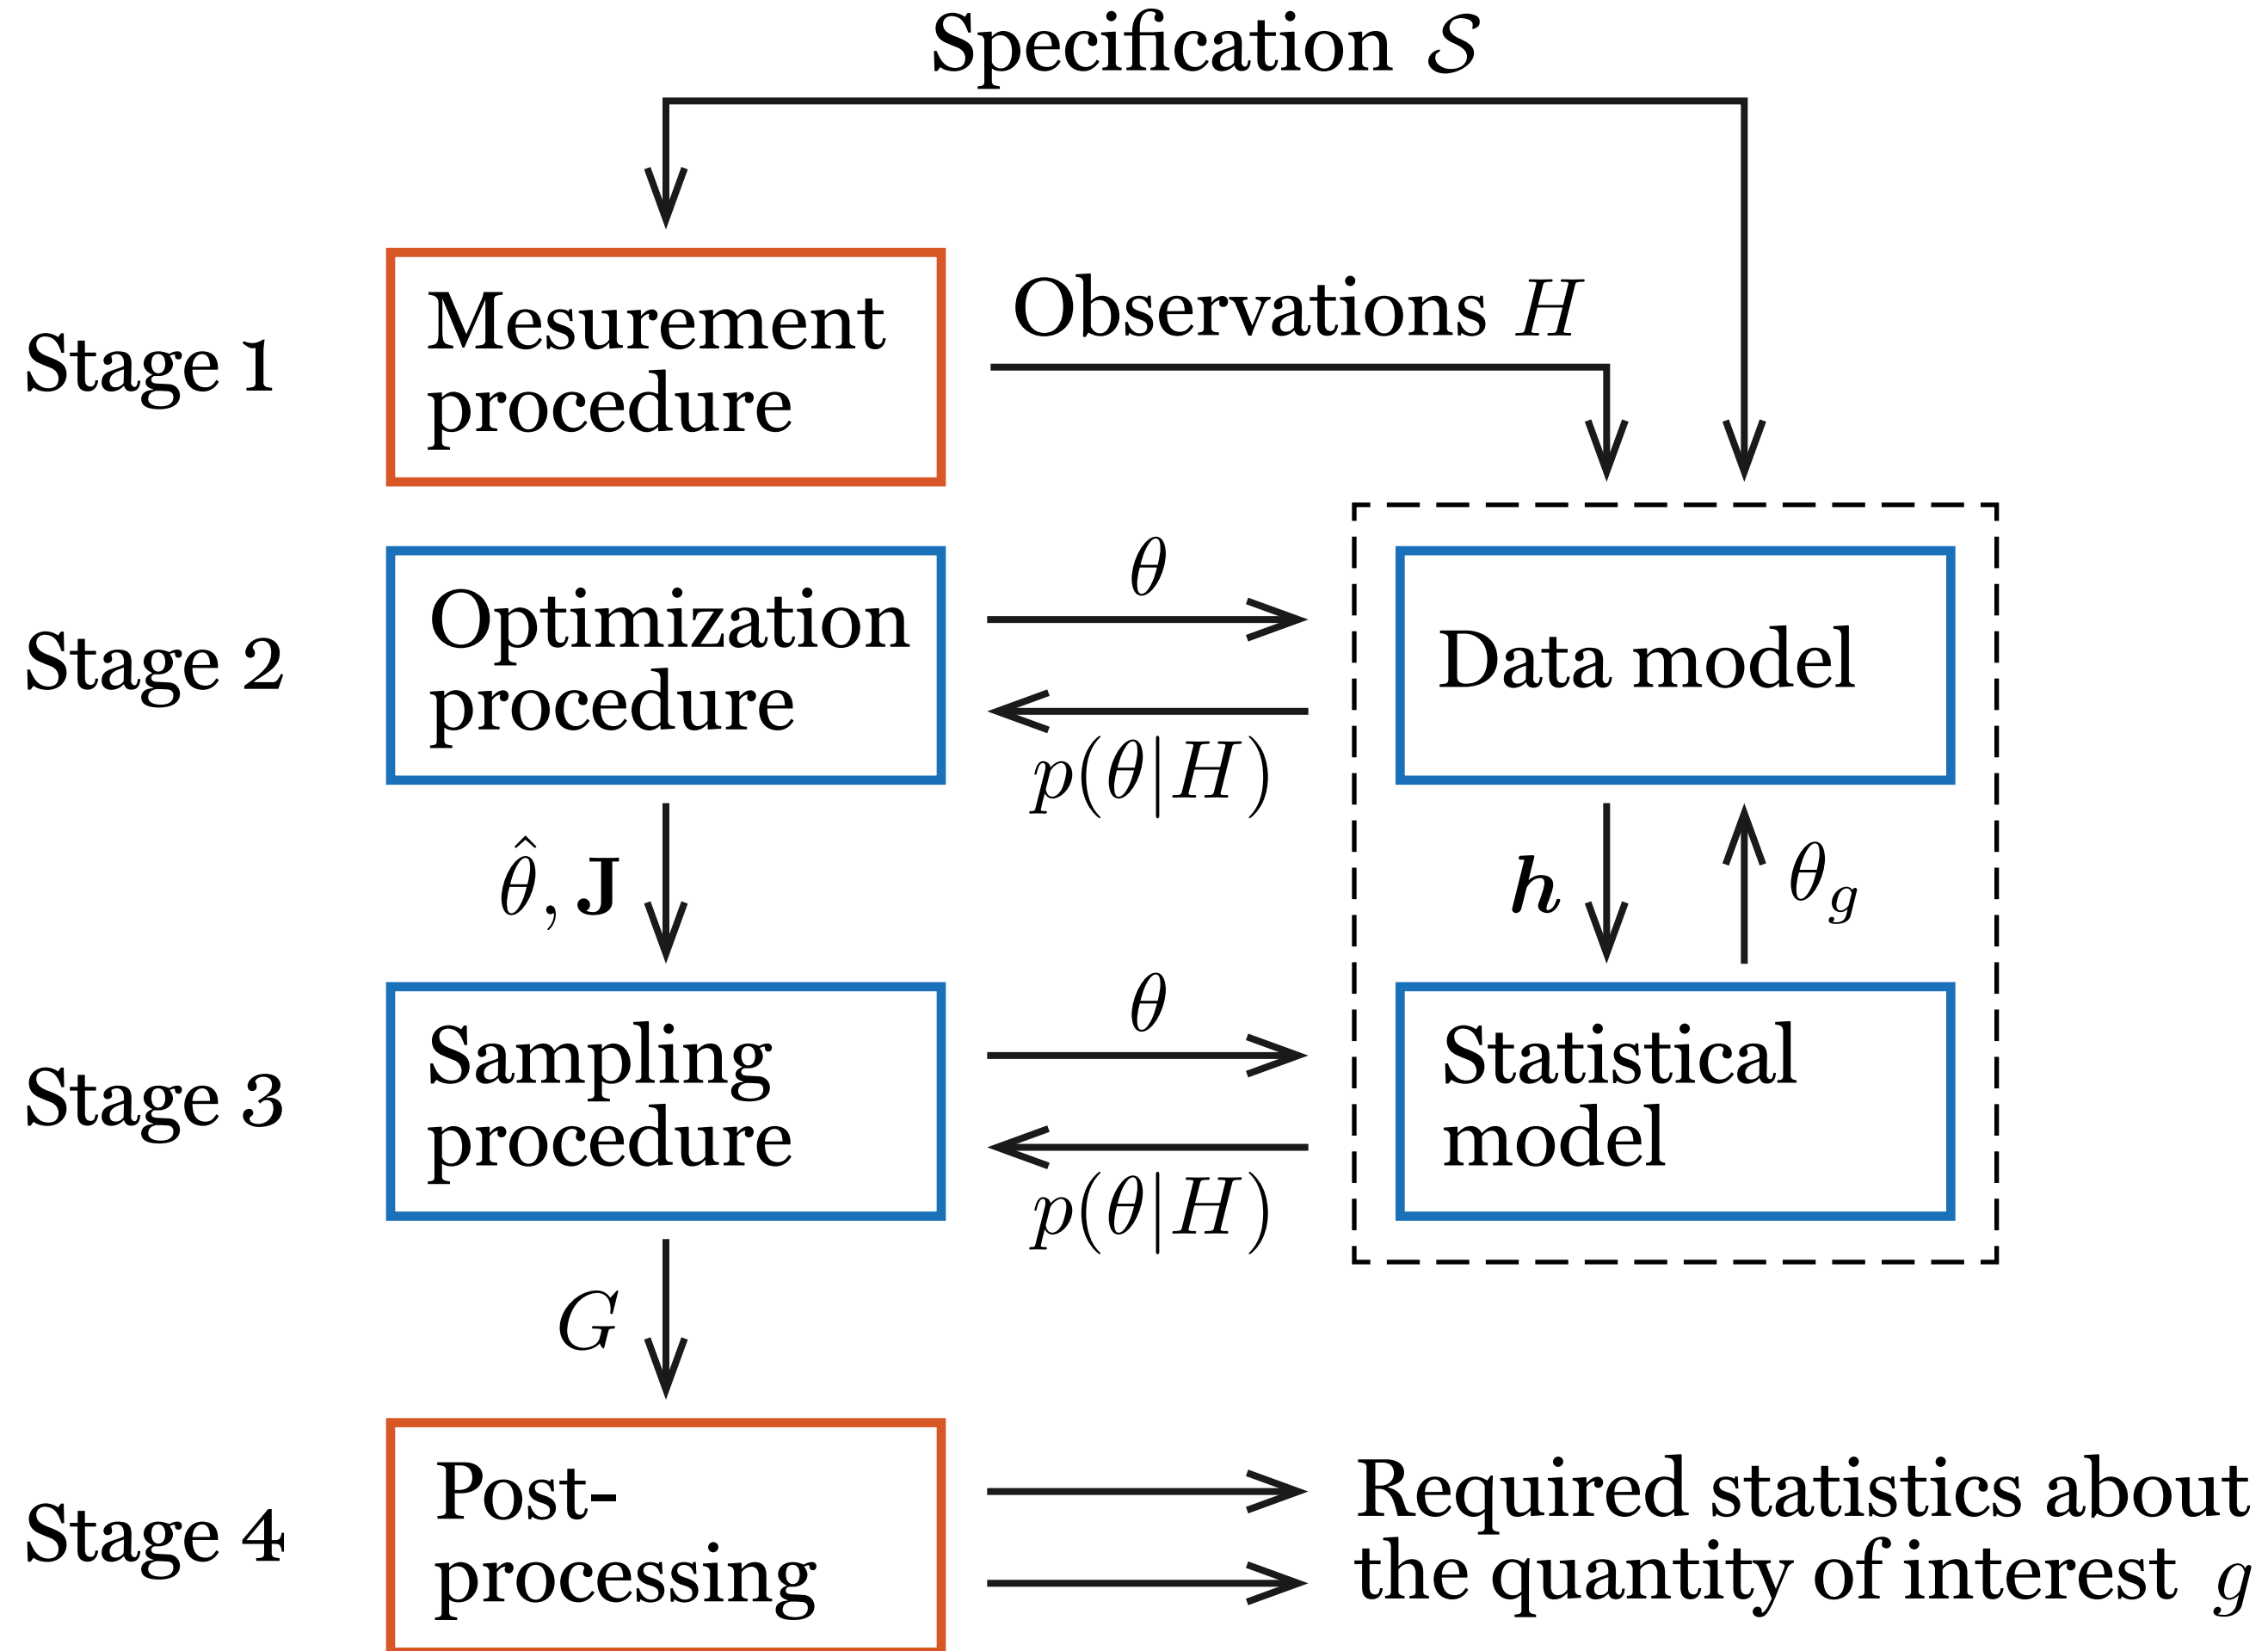 Specification 𝒮
Stage 1
Mesurement
procedure
Observations H
Stage 2
Optimization
procedure
θ
p(θ|H)
Data model
θ̂, J
h
θ_g
Stage 3
Sampling
procedure
θ
p(θ|H)
Statistical
model
G
Stage 4
Post-
processing
Required statistics about
the quantity of interest g